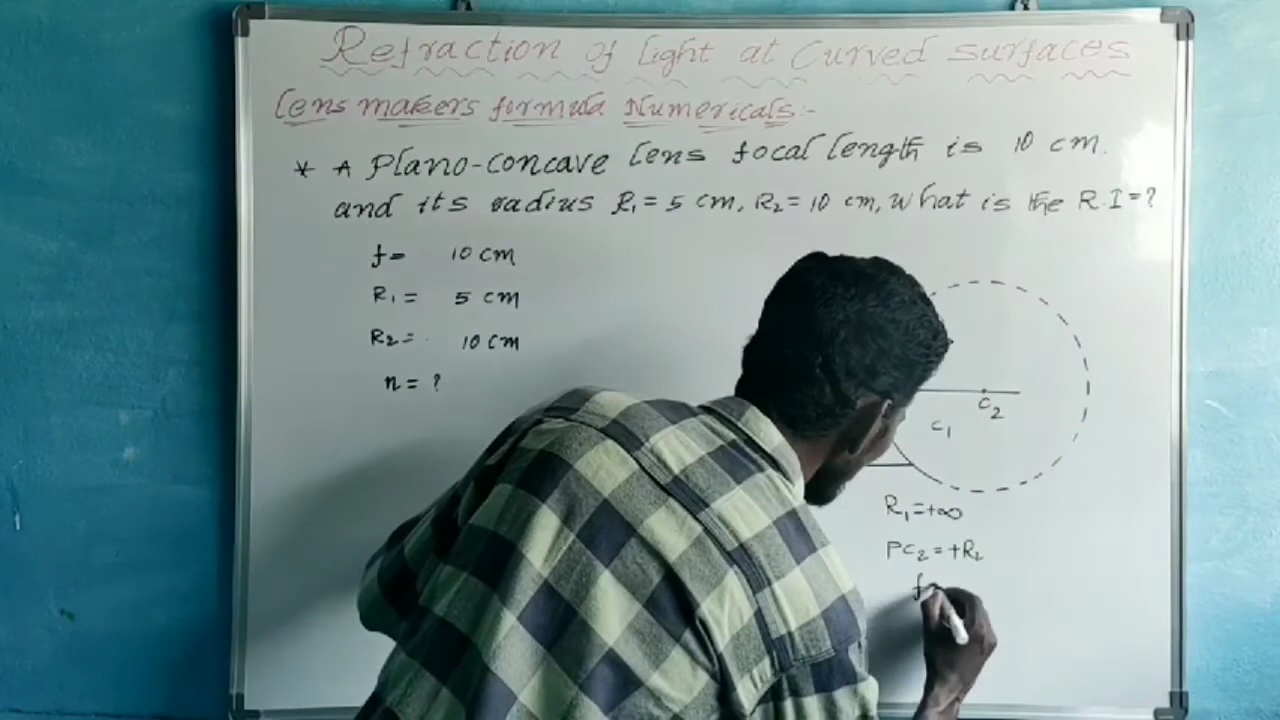 Refraction of light at Curved surfaces
Lens makers formula Numericals:-
* A Plano-concave lens focal length is 10 cm.
and its radius R₁ = 5 cm, R₂ = 10 cm, What is the R.I = ?
f = 10 cm
R₁ = 5 cm
R₂ = 10 cm
n = ?
C₂
C₁
R₁ = +∞
PC₂ = +R₂
f